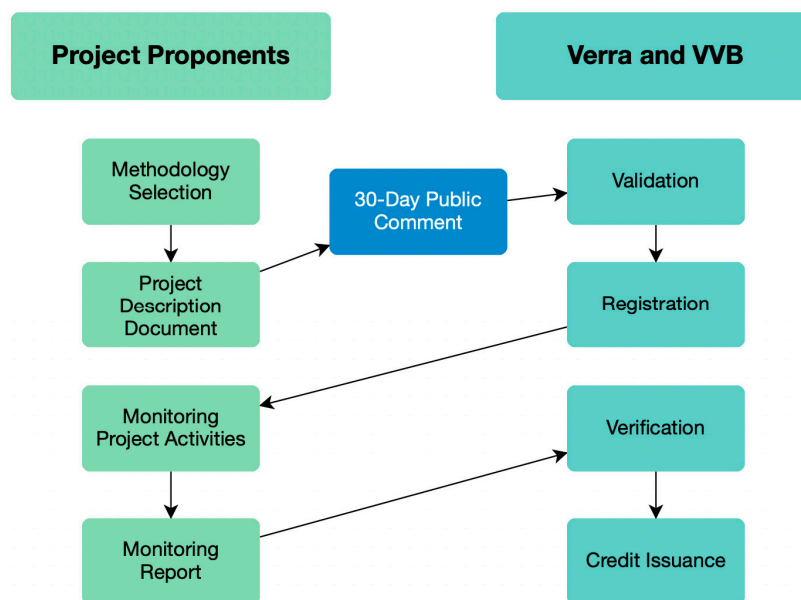 Project Proponents
Verra and VVB
Methodology
Selection
30-Day Public
Comment
Validation
Project
Description
Document
Registration
Monitoring
Project Activities
Verification
Monitoring
Report
Credit Issuance